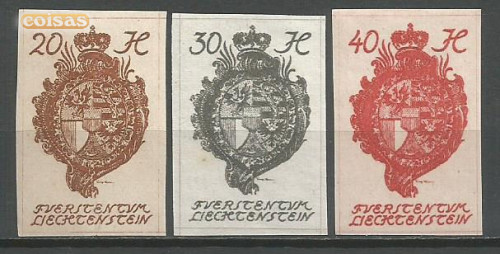 coisas
20 H
FVERSTENTVM
LIECHTENSTEIN
30 H
FVERSTENTVM
LIECHTENSTEIN
40 H
FVERSTENTVM
LIECHTENSTEIN